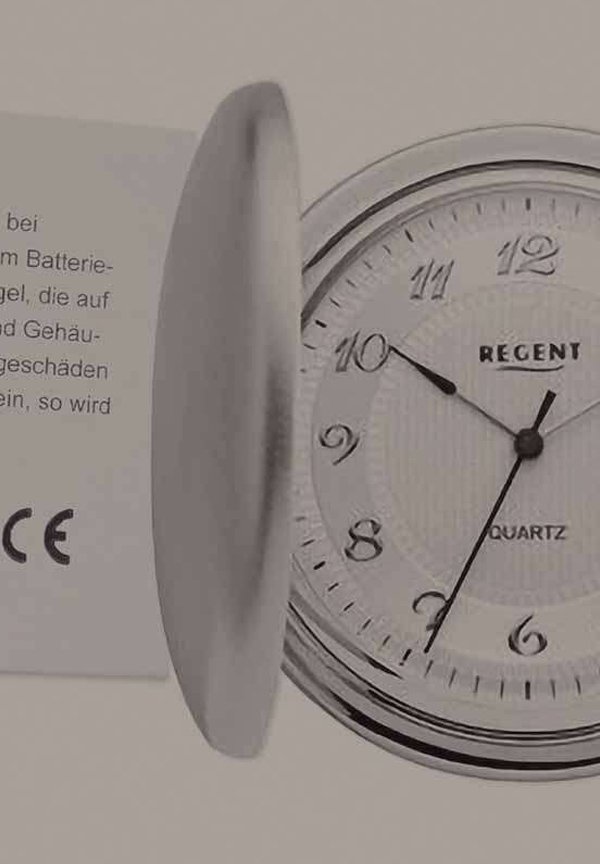 bei
m Batterie-
gel, die auf
nd Gehäu-
geschäden
ein, so wird
CE
12
11
10
9
8
7
6
REGENT
QUARTZ